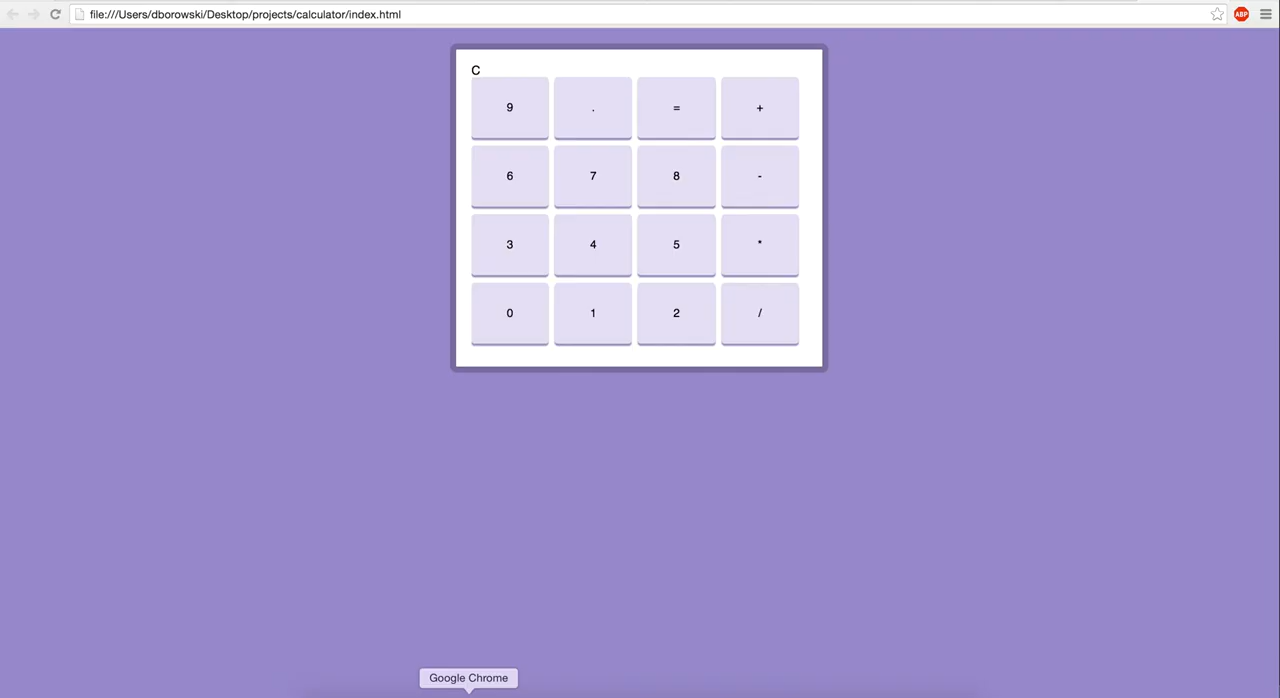 file:///Users/dborowski/Desktop/projects/calculator/index.html
ABP
C
9 . = +
6 7 8 -
3 4 5 *
0 1 2 /
Google Chrome